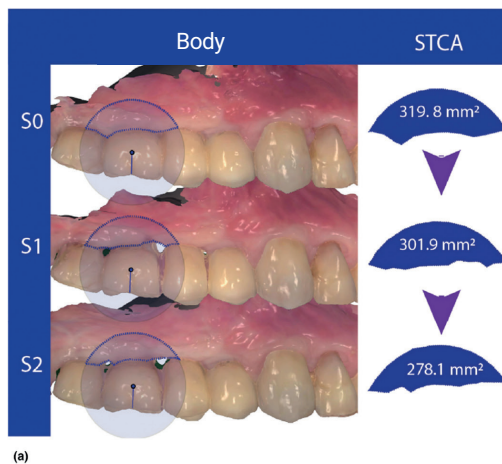 Body STCA
S0 319. 8 mm²
S1 301.9 mm²
S2 278.1 mm²
(a)